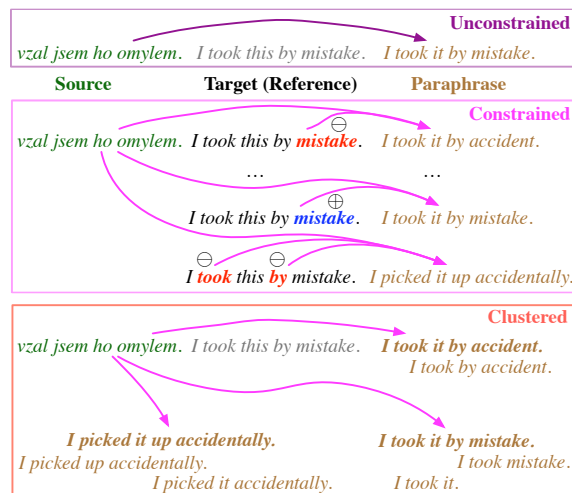 Unconstrained
vzal jsem ho omylem. I took this by mistake. I took it by mistake.
Source Target (Reference) Paraphrase
Constrained
⊖
vzal jsem ho omylem. I took this by mistake. I took it by accident.
... ...
⊕
I took this by mistake. I took it by mistake.
⊖ ⊖
I took this by mistake. I picked it up accidentally.
Clustered
vzal jsem ho omylem. I took this by mistake. I took it by accident.
I took by accident.
I picked it up accidentally. I took it by mistake.
I picked up accidentally. I took mistake.
I picked it accidentally. I took it.